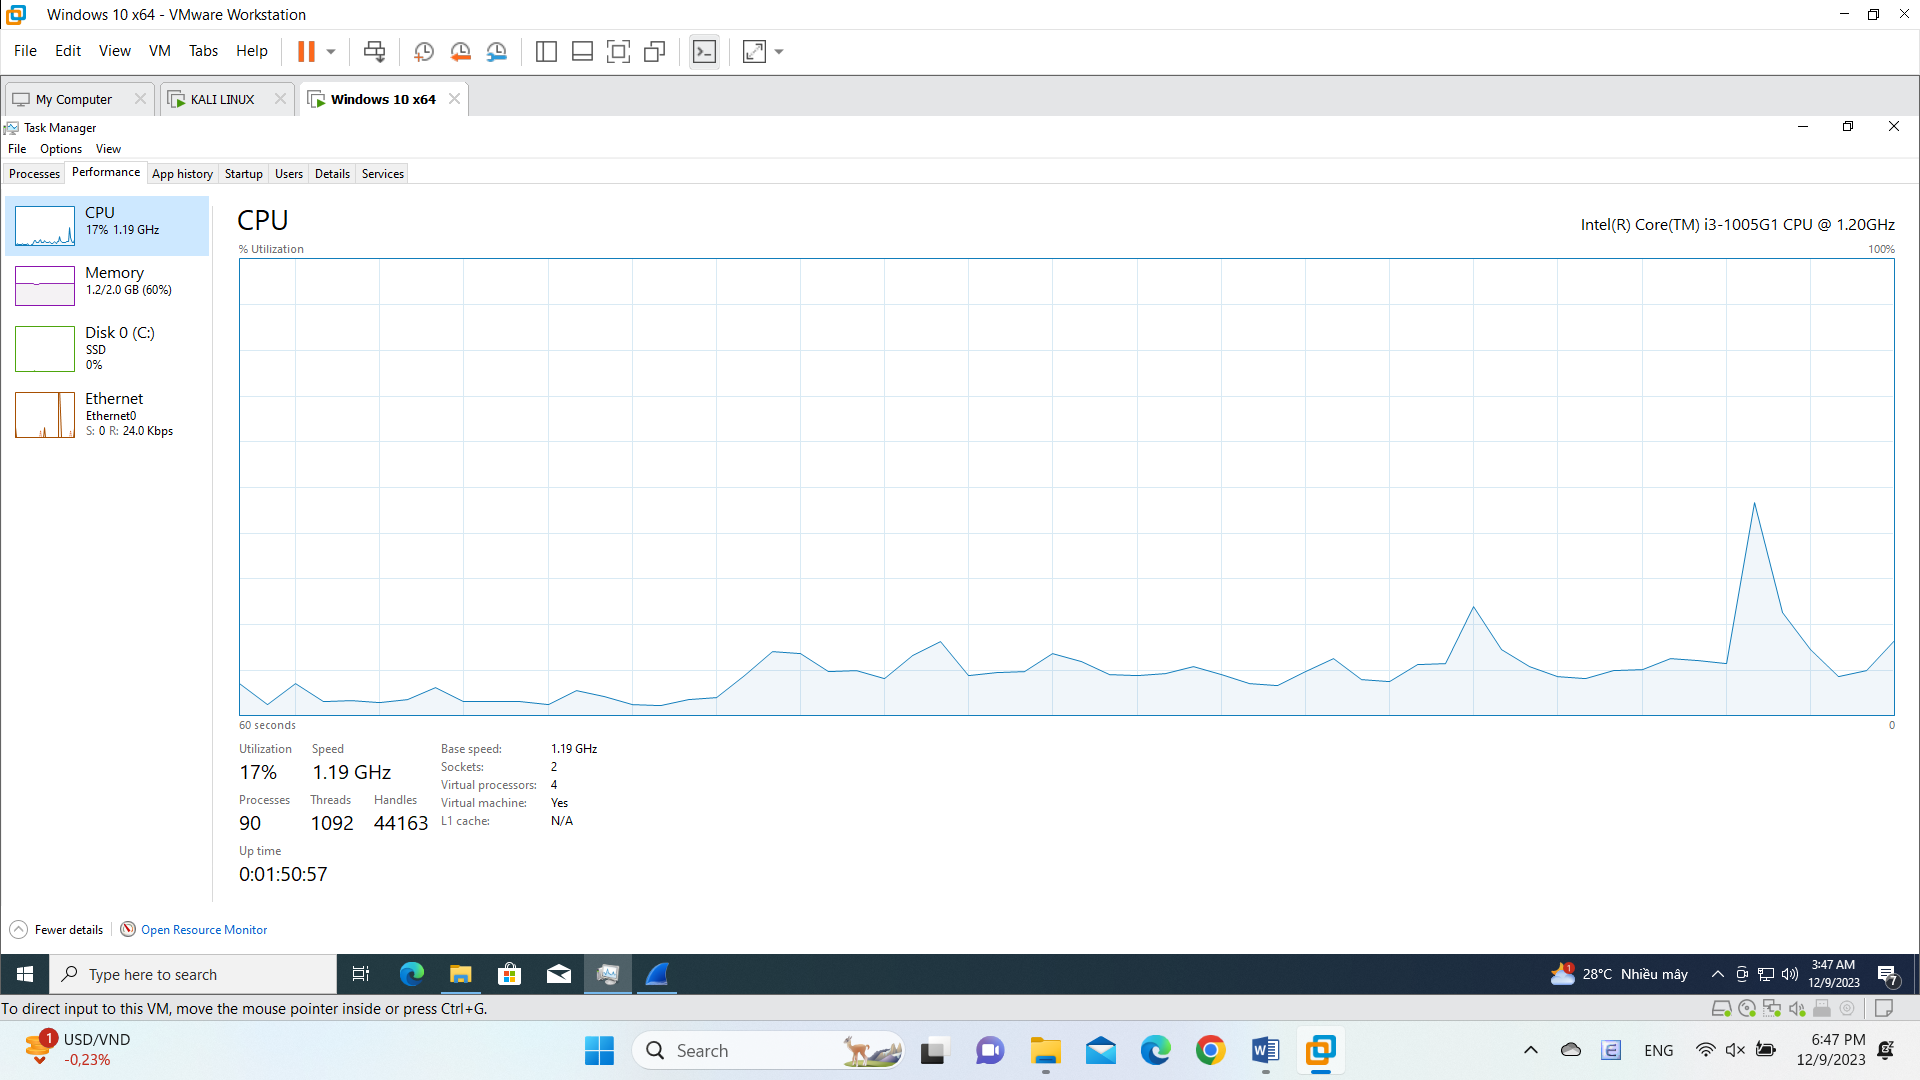 Windows 10 x64 - VMware Workstation
File Edit View VM Tabs Help
My Computer KALI LINUX Windows 10 x64
Task Manager
File Options View
Processes Performance App history Startup Users Details Services
CPU
17% 1.19 GHz
Memory
1.2/2.0 GB (60%)
Disk 0 (C:)
SSD
0%
Ethernet
Ethernet0
S: 0 R: 24.0 Kbps
CPU
Intel(R) Core(TM) i3-1005G1 CPU @ 1.20GHz
% Utilization 100%
60 seconds 0
Utilization Speed
17% 1.19 GHz
Processes Threads Handles
90 1092 44163
Up time
0:01:50:57
Base speed: 1.19 GHz
Sockets: 2
Virtual processors: 4
Virtual machine: Yes
L1 cache: N/A
Fewer details Open Resource Monitor
Type here to search
1
28°C Nhiều mây
3:47 AM
12/9/2023
7
To direct input to this VM, move the mouse pointer inside or press Ctrl+G.
1
USD/VND
-0,23%
Search
ENG
6:47 PM
12/9/2023